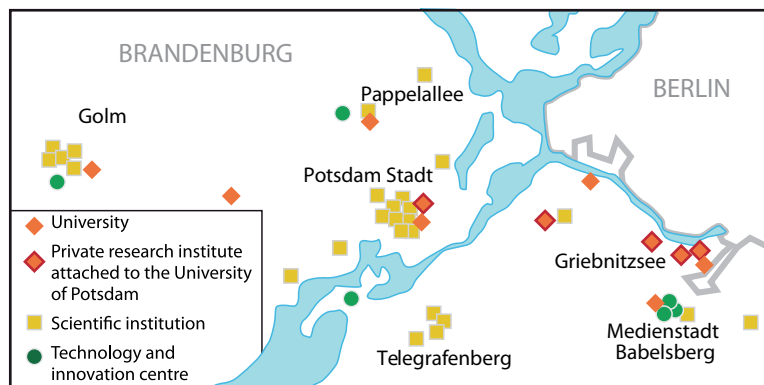 BRANDENBURG
Pappelallee
BERLIN
Golm
Potsdam Stadt
University
Private research institute
attached to the University
of Potsdam
Scientific institution
Technology and
innovation centre
Griebnitzsee
Medienstadt
Babelsberg
Telegrafenberg